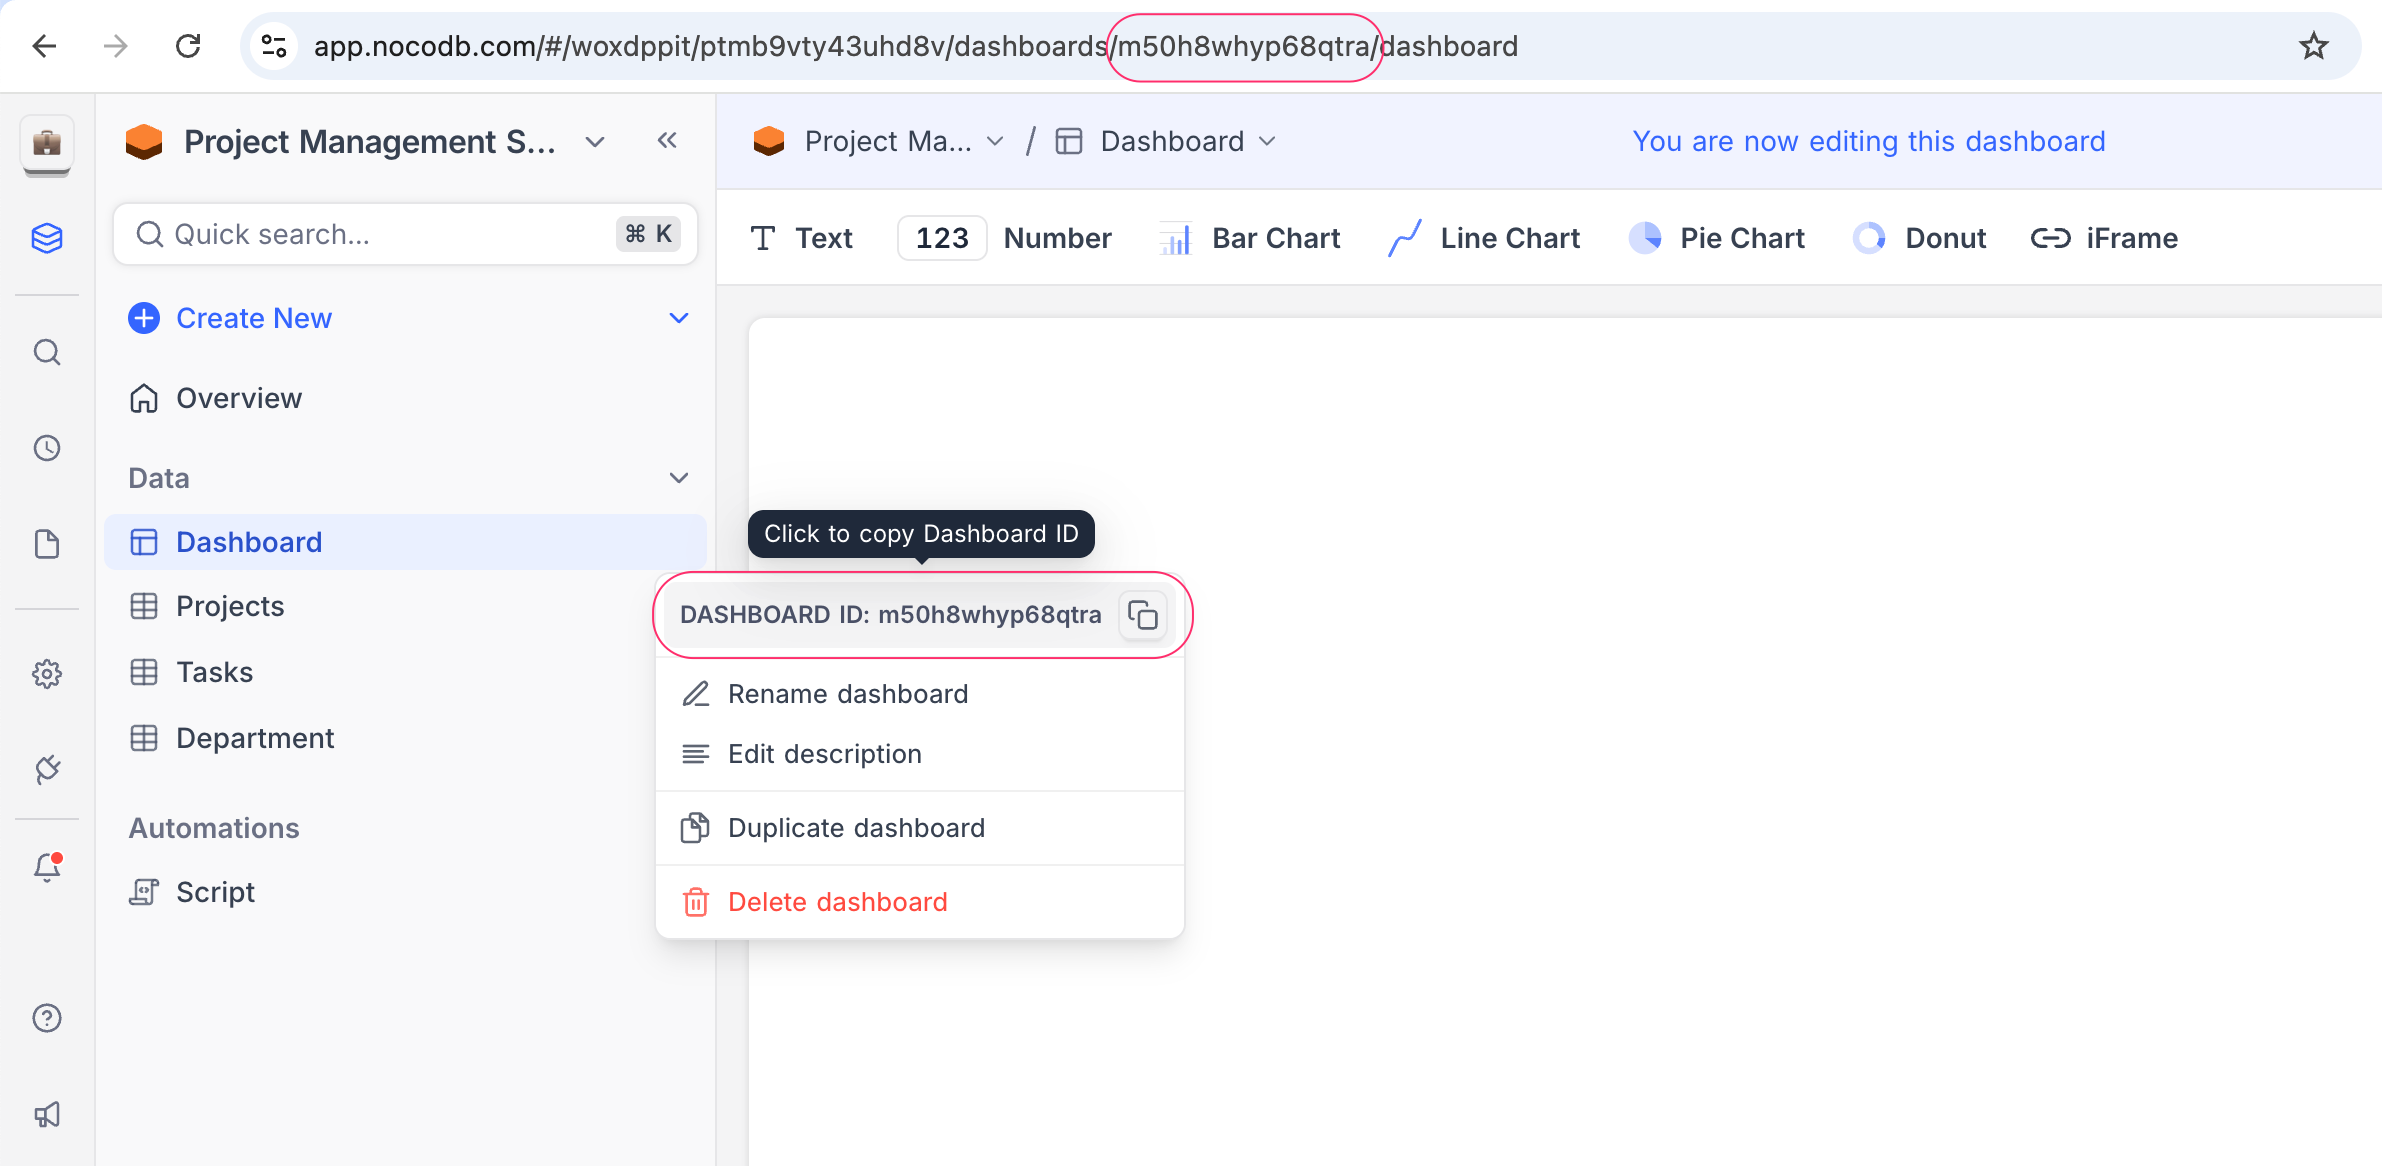 app.nocodb.com/#/woxdppit/ptmb9vty43uhd8v/dashboards/m50h8whyp68qtra/dashboard
Project Management S...
Project Ma... / Dashboard
You are now editing this dashboard
Quick search...
⌘ K
Text
123 Number
Bar Chart
Line Chart
Pie Chart
Donut
iFrame
Create New
Overview
Data
Dashboard
Projects
Tasks
Department
Automations
Script
Click to copy Dashboard ID
DASHBOARD ID: m50h8whyp68qtra
Rename dashboard
Edit description
Duplicate dashboard
Delete dashboard